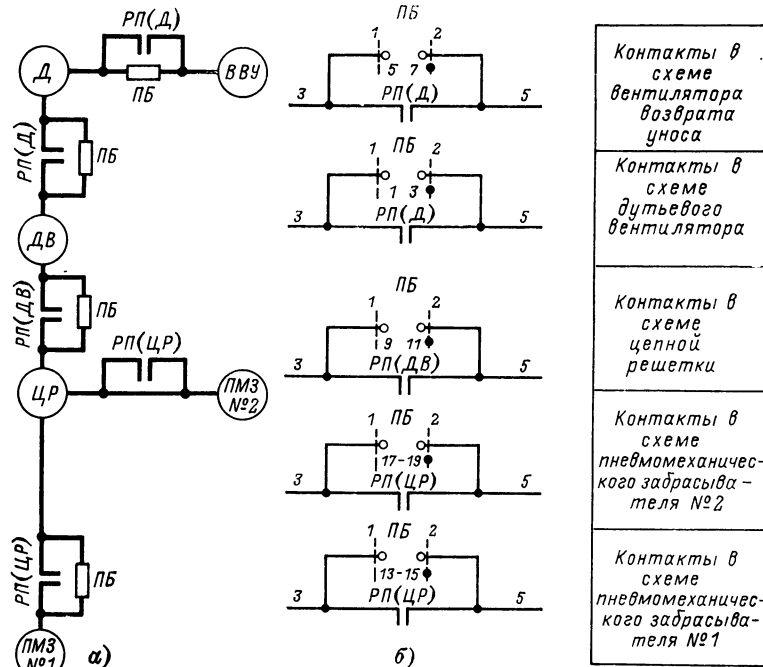 РП(Д)
Д
ПБ
ВВУ
РП(Д)
ПБ
ДВ
РП(ДВ)
ПБ
РП(ЦР)
ЦР
ПМЗ
№2
РП(ЦР)
ПБ
ПМЗ
№1
а)
ПБ
1 2
5 7
3 РП(Д) 5
ПБ
1 2
1 3
3 РП(Д) 5
ПБ
1 2
9 11
3 РП(ДВ) 5
ПБ
1 2
17-19
3 РП(ЦР) 5
ПБ
1 2
13-15
3 РП(ЦР) 5
б)
Контакты в
схеме
вентилятора
возврата
уноса
Контакты в
схеме
дутьевого
вентилятора
Контакты в
схеме
цепной
решетки
Контакты в
схеме
пневмомеханичес-
кого забрасыва-
теля №2
Контакты в
схеме
пневмомеханичес-
кого забрасыва-
теля №1